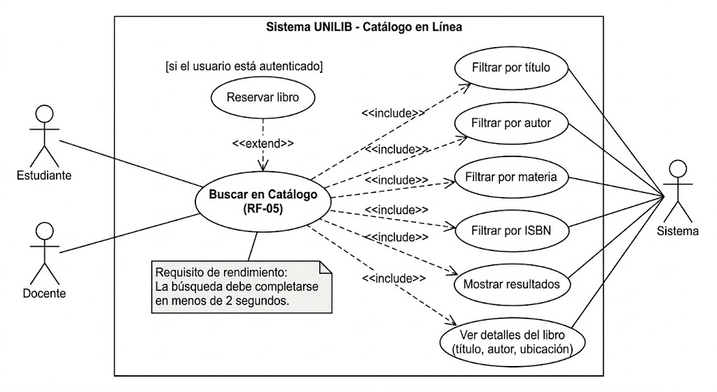 Sistema UNILIB - Catálogo en Línea
[si el usuario está autenticado]
Reservar libro
<<extend>>
Buscar en Catálogo
(RF-05)
Requisito de rendimiento:
La búsqueda debe completarse
en menos de 2 segundos.
Estudiante
Docente
<<include>>
<<include>>
<<include>>
<<include>>
<<include>>
<<include>>
Filtrar por título
Filtrar por autor
Filtrar por materia
Filtrar por ISBN
Mostrar resultados
Ver detalles del libro
(título, autor, ubicación)
Sistema